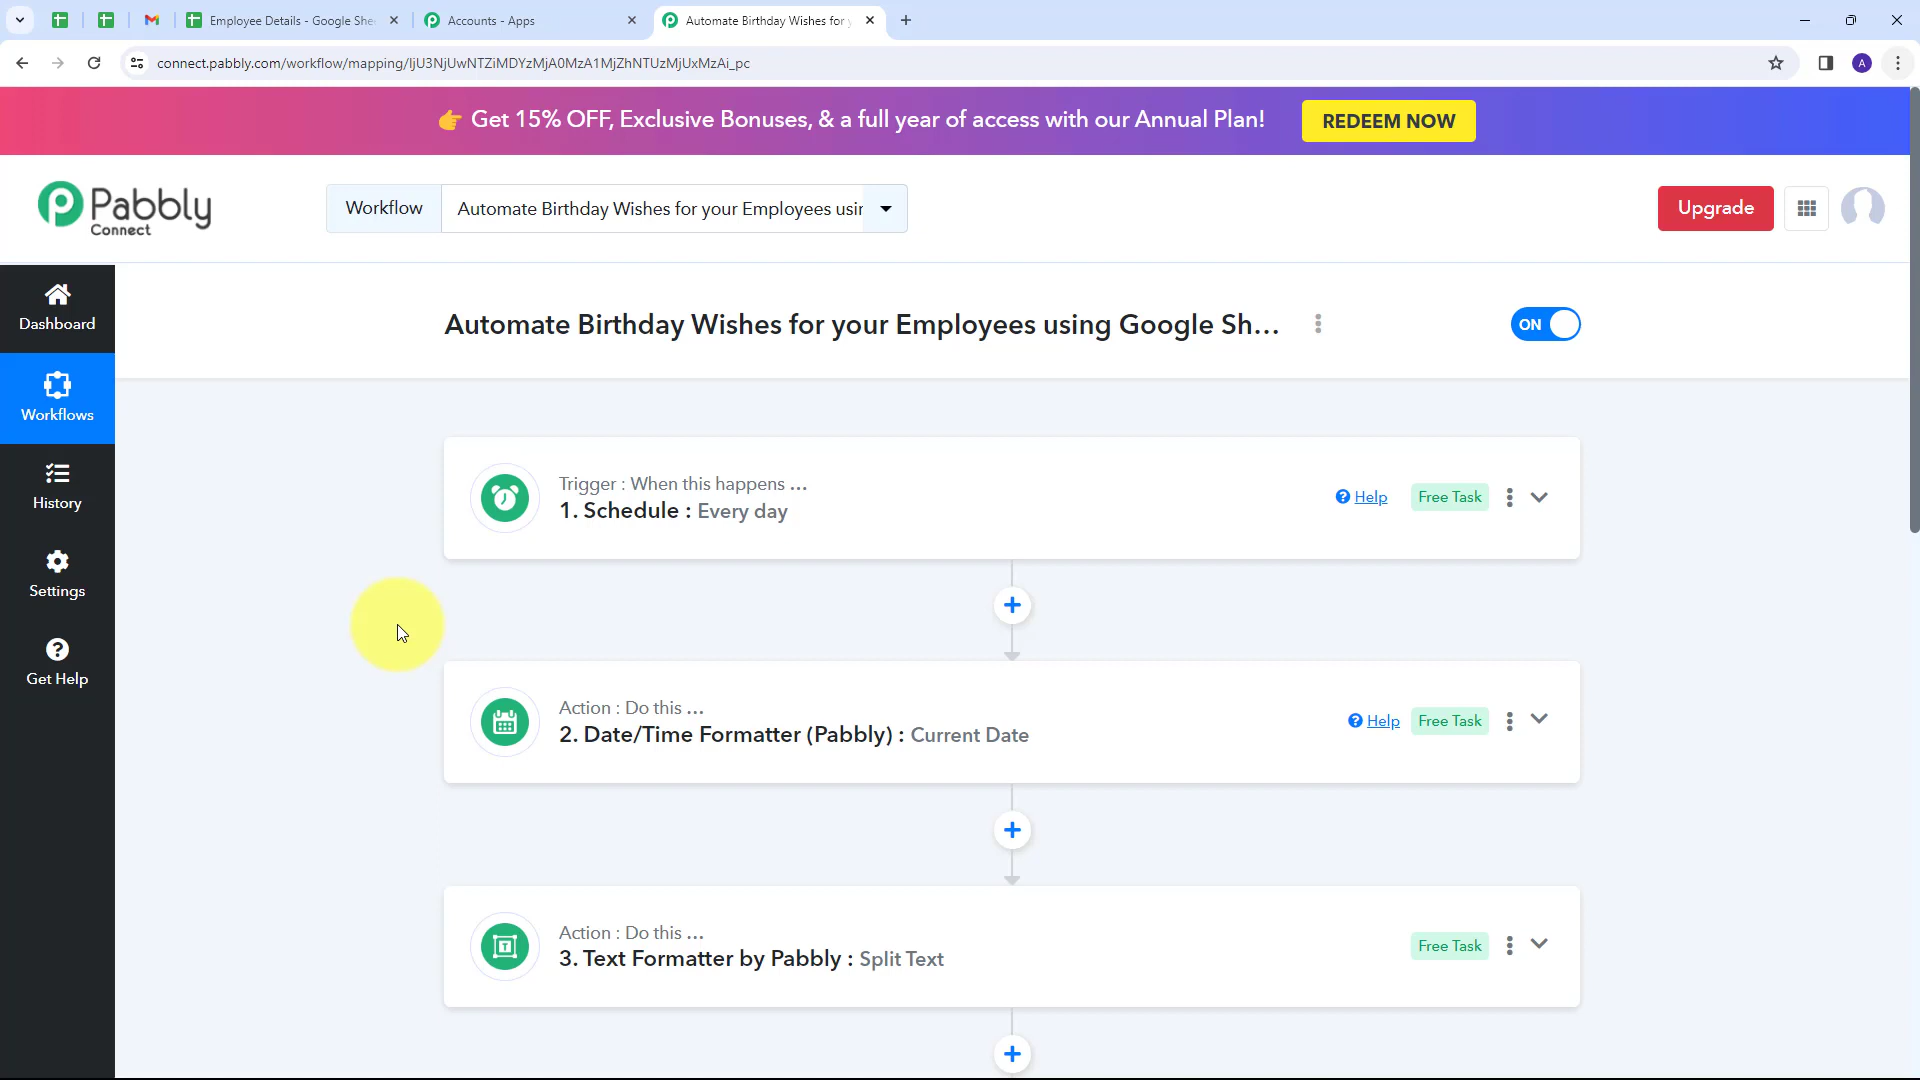 Employee Details - Google She
Accounts - Apps
Automate Birthday Wishes for y
connect.pabbly.com/workflow/mapping/IjU3NjUwNTZiMDYzMjA0MzA1MjZhNTUzMjUxMzAi_pc
A
👉 Get 15% OFF, Exclusive Bonuses, & a full year of access with our Annual Plan!
REDEEM NOW
Pabbly
Connect
Workflow
Automate Birthday Wishes for your Employees usin
Upgrade
Dashboard
Workflows
History
Settings
Get Help
Automate Birthday Wishes for your Employees using Google Sh...
ON
Trigger : When this happens ...
1. Schedule : Every day
Help
Free Task
Action : Do this ...
2. Date/Time Formatter (Pabbly) : Current Date
Help
Free Task
Action : Do this ...
3. Text Formatter by Pabbly : Split Text
Free Task